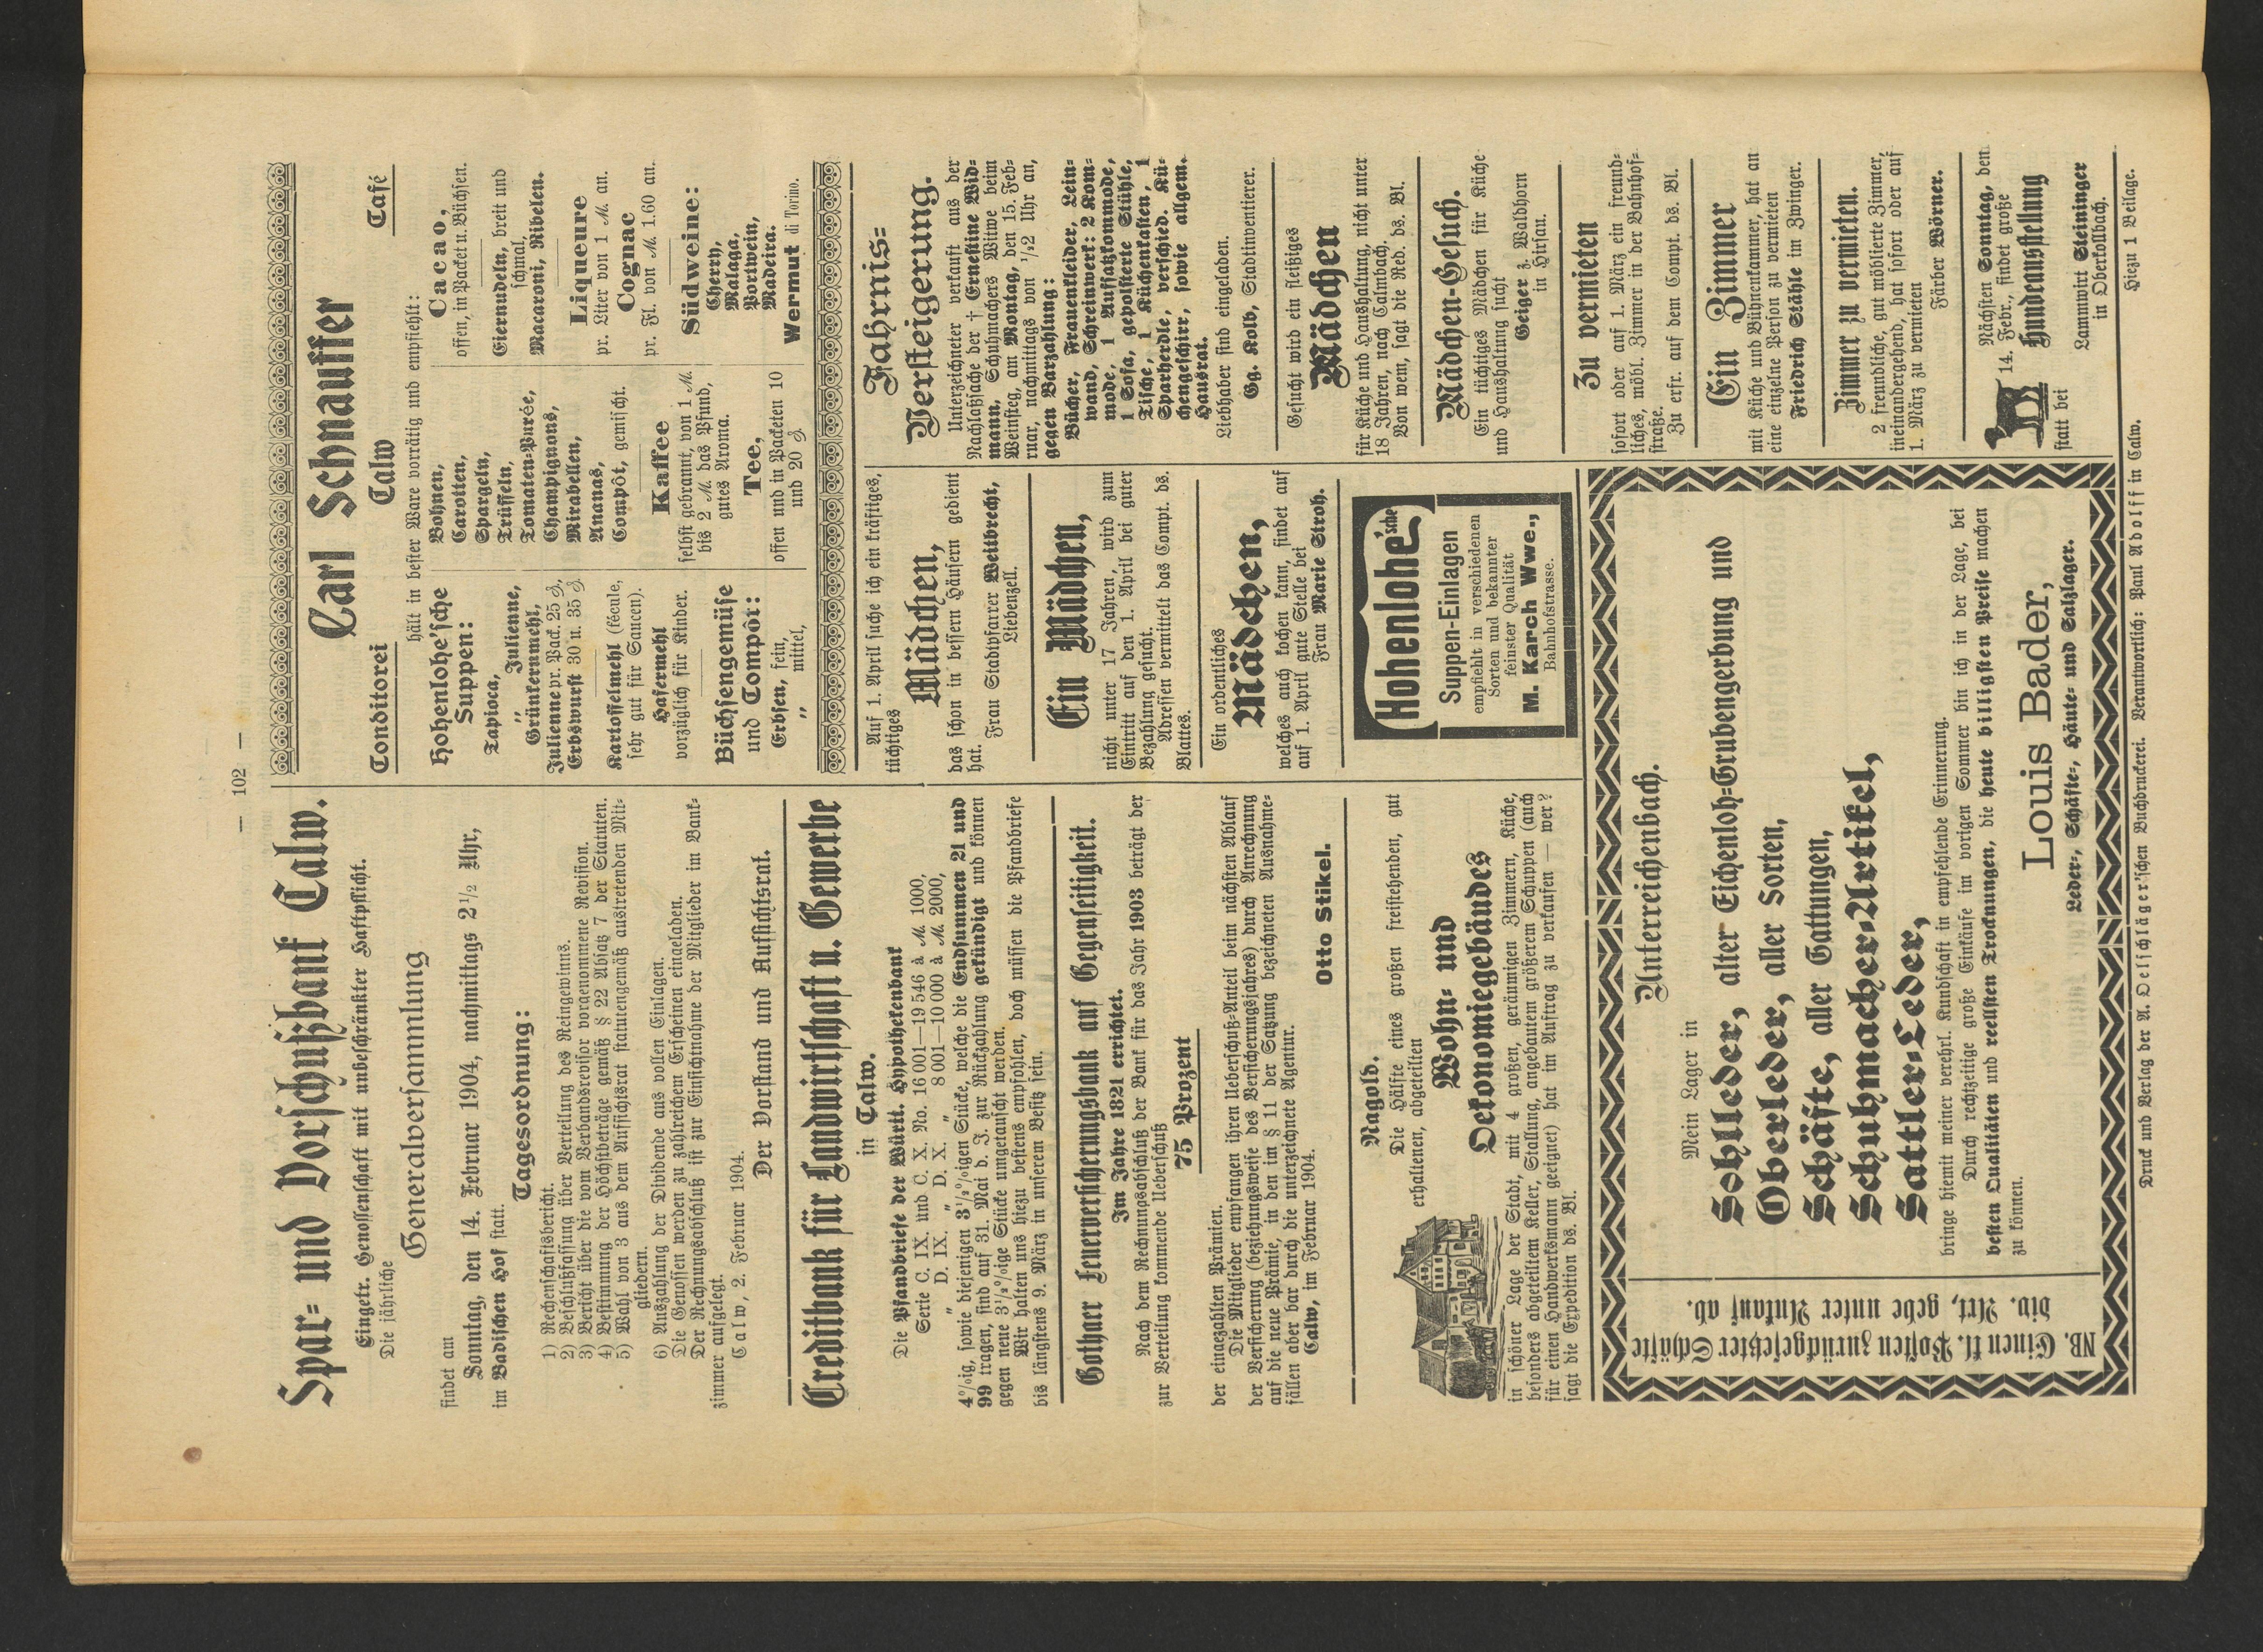 — 102 —
Spar- und Vorschußbank Calw.
Eingetr. Genossenschaft mit unbeschränkter Haftpflicht.
Die jährliche
Generalversammlung
findet am
Sonntag, den 14. Februar 1904, nachmittags 2½ Uhr,
im Badischen Hof statt.
Tagesordnung:
1) Rechenschaftsbericht.
2) Beschlußfassung über Verteilung des Reingewinns.
3) Bericht über die vom Verbandsrevisor vorgenommene Revision.
4) Bestimmung der Höchstbeträge gemäß § 22 Absatz 7 der Statuten.
5) Wahl von 3 aus dem Aufsichtsrat statutengemäß austretenden Mit-
gliedern.
6) Auszahlung der Dividende aus vollen Einlagen.
Die Genossen werden zu zahlreichem Erscheinen eingeladen.
Der Rechnungsabschluß ist zur Einsichtnahme der Mitglieder im Bank-
zimmer aufgelegt.
Calw, 2. Februar 1904.
Der Vorstand und Aufsichtsrat.
Creditbank für Landwirtschaft u. Gewerbe
in Calw.
Die Pfandbriefe der Württ. Hypothekenbank
Serie C. IX. und C. X. No. 16 001—19 546 à M. 1000,
„ D. IX. „ D. X. „ 8 001—10 000 à M. 2000,
4%ig, sowie diejenigen 3½%igen Stücke, welche die Endsummen 21 und
99 tragen, sind auf 31. Mai d. J. zur Rückzahlung gekündigt und können
gegen neue 3½%ige Stücke umgetauscht werden.
Wir halten uns hiezu bestens empfohlen, doch müssen die Pfandbriefe
bis längstens 9. März in unserem Besitz sein.
Gothaer Feuerversicherungsbank auf Gegenseitigkeit.
Im Jahre 1821 errichtet.
Nach dem Rechnungsabschluß der Bank für das Jahr 1903 beträgt der
zur Verteilung kommende Ueberschuß
75 Prozent
der eingezahlten Prämien.
Die Mitglieder empfangen ihren Ueberschuß-Anteil beim nächsten Ablauf
der Versicherung (beziehungsweise des Versicherungsjahres) durch Anrechnung
auf die neue Prämie, in den im § 11 der Satzung bezeichneten Ausnahme-
fällen aber bar durch die unterzeichnete Agentur.
Calw, im Februar 1904.
Otto Stikel.
Nagold.
Die Hälfte eines großen freistehenden, gut
erhaltenen, abgeteilten
Wohn- und
Oekonomiegebäudes
in schöner Lage der Stadt, mit 4 großen, geräumigen Zimmern, Küche,
besonders abgeteiltem Keller, Stallung, angebautem größerem Schuppen (auch
für einen Handwerksmann geeignet) hat im Auftrag zu verkaufen — wer?
sagt die Expedition ds. Bl.
Carl Schnauffer
Conditorei Calw Café
hält in bester Ware vorrätig und empfiehlt:
Hohenlohe'sche
Suppen:
Tapioca,
„ Julienne,
Grünkernmehl,
Julienne pr. Pack. 25 ₰,
Erbswurst 30 u. 35 ₰
Kartoffelmehl (fécule,
sehr gut für Saucen).
Hafermehl
vorzüglich für Kinder.
Büchsengemüse
und Compôt:
Erbsen, fein,
„ mittel,
Bohnen,
Carotten,
Spargeln,
Trüffeln,
Tomaten-Purée,
Champignons,
Mirabellen,
Ananas,
Compôt, gemischt.
Kaffee
selbst gebrannt, von 1 M.
bis 2 M. das Pfund,
gutes Aroma.
Tee,
offen und in Packeten 10
und 20 ₰
Cacao,
offen, in Packet u. Büchsen.
Eiernudeln, breit und
schmal,
Macaroni, Ribelen.
Liqueure
pr. Liter von 1 M. an.
Cognac
pr. Fl. von M. 1.60 an.
Südweine:
Cherry,
Malaga,
Portwein,
Madeira.
Wermut di Torino.
Auf 1. April suche ich ein kräftiges,
tüchtiges
Mädchen,
das schon in bessern Häusern gedient
hat.
Frau Stadtpfarrer Weitbrecht,
Liebenzell.
Ein Mädchen,
nicht unter 17 Jahren, wird zum
Eintritt auf den 1. April bei guter
Bezahlung gesucht.
Adressen vermittelt das Compt. ds.
Blattes.
Ein ordentliches
Mädchen,
welches auch kochen kann, findet auf
auf 1. April gute Stelle bei
Frau Marie Stroh.
Hohenlohe'sche
Suppen-Einlagen
empfiehlt in verschiedenen
Sorten und bekannter
feinster Qualität
M. Karch Wwe.,
Bahnhofstrasse.
Fahrnis-
Versteigerung.
Unterzeichneter verkauft aus der
Nachlaßsache der † Ernestine Wid-
mann, Schuhmachers Witwe beim
Weinsteg, am Montag, den 15. Feb-
ruar, nachmittags von ½2 Uhr an,
gegen Barzahlung:
Bücher, Frauenkleider, Lein-
wand, Schreinwerk: 2 Kom-
mode, 1 Aufsatzkommode,
1 Sofa, gepolsterte Stühle,
Tische, 1 Küchenkasten, 1
Sparherdle, verschied. Kü-
chengeschirr, sowie allgem.
Hausrat.
Liebhaber sind eingeladen.
Gg. Kolb, Stadtinventierer.
Gesucht wird ein fleißiges
Mädchen
für Küche und Haushaltung, nicht unter
18 Jahren, nach Calmbach.
Von wem, sagt die Red. ds. Bl.
Mädchen-Gesuch.
Ein tüchtiges Mädchen für Küche
und Haushaltung sucht
Geiger z. Waldhorn
in Hirsau.
Zu vermieten
sofort oder auf 1. März ein freund-
liches, möbl. Zimmer in der Bahnhof-
straße.
Zu erfr. auf dem Compt. ds. Bl.
Ein Zimmer
mit Küche und Bühnenkammer, hat an
eine einzelne Person zu vermieten
Friedrich Stähle im Zwinger.
Zimmer zu vermieten.
2 freundliche, gut möblierte Zimmer,
ineinandergehend, hat sofort oder auf
1. März zu vermieten
Färber Wörner.
Nächsten Sonntag, den
14. Febr., findet große
Hundeausstellung
statt bei
Lammwirt Steininger
in Oberkollbach.
Unterreichenbach.
Mein Lager in
Sohlleder, alter Eichenloh-Grubengerbung und
Oberleder, aller Sorten,
Schäfte, aller Gattungen,
Schuhmacher-Artikel,
Sattler-Leder,
bringe hiemit meiner verehrl. Kundschaft in empfehlende Erinnerung.
Durch rechtzeitige große Einkäufe im vorigen Sommer bin ich in der Lage, bei
besten Qualitäten und reellsten Trocknungen, die heute billigsten Preise machen
zu können.
Louis Bader,
Leder-, Schäfte-, Häute- und Salzlager.
NB. Einen kl. Posten zurückgesetzter Schäfte
div. Art, gebe unter Ankauf ab.
Druck und Verlag der A. Oelschläger'schen Buchdruckerei. Verantwortlich: Paul Adolff in Calw.
Hiezu 1 Beilage.